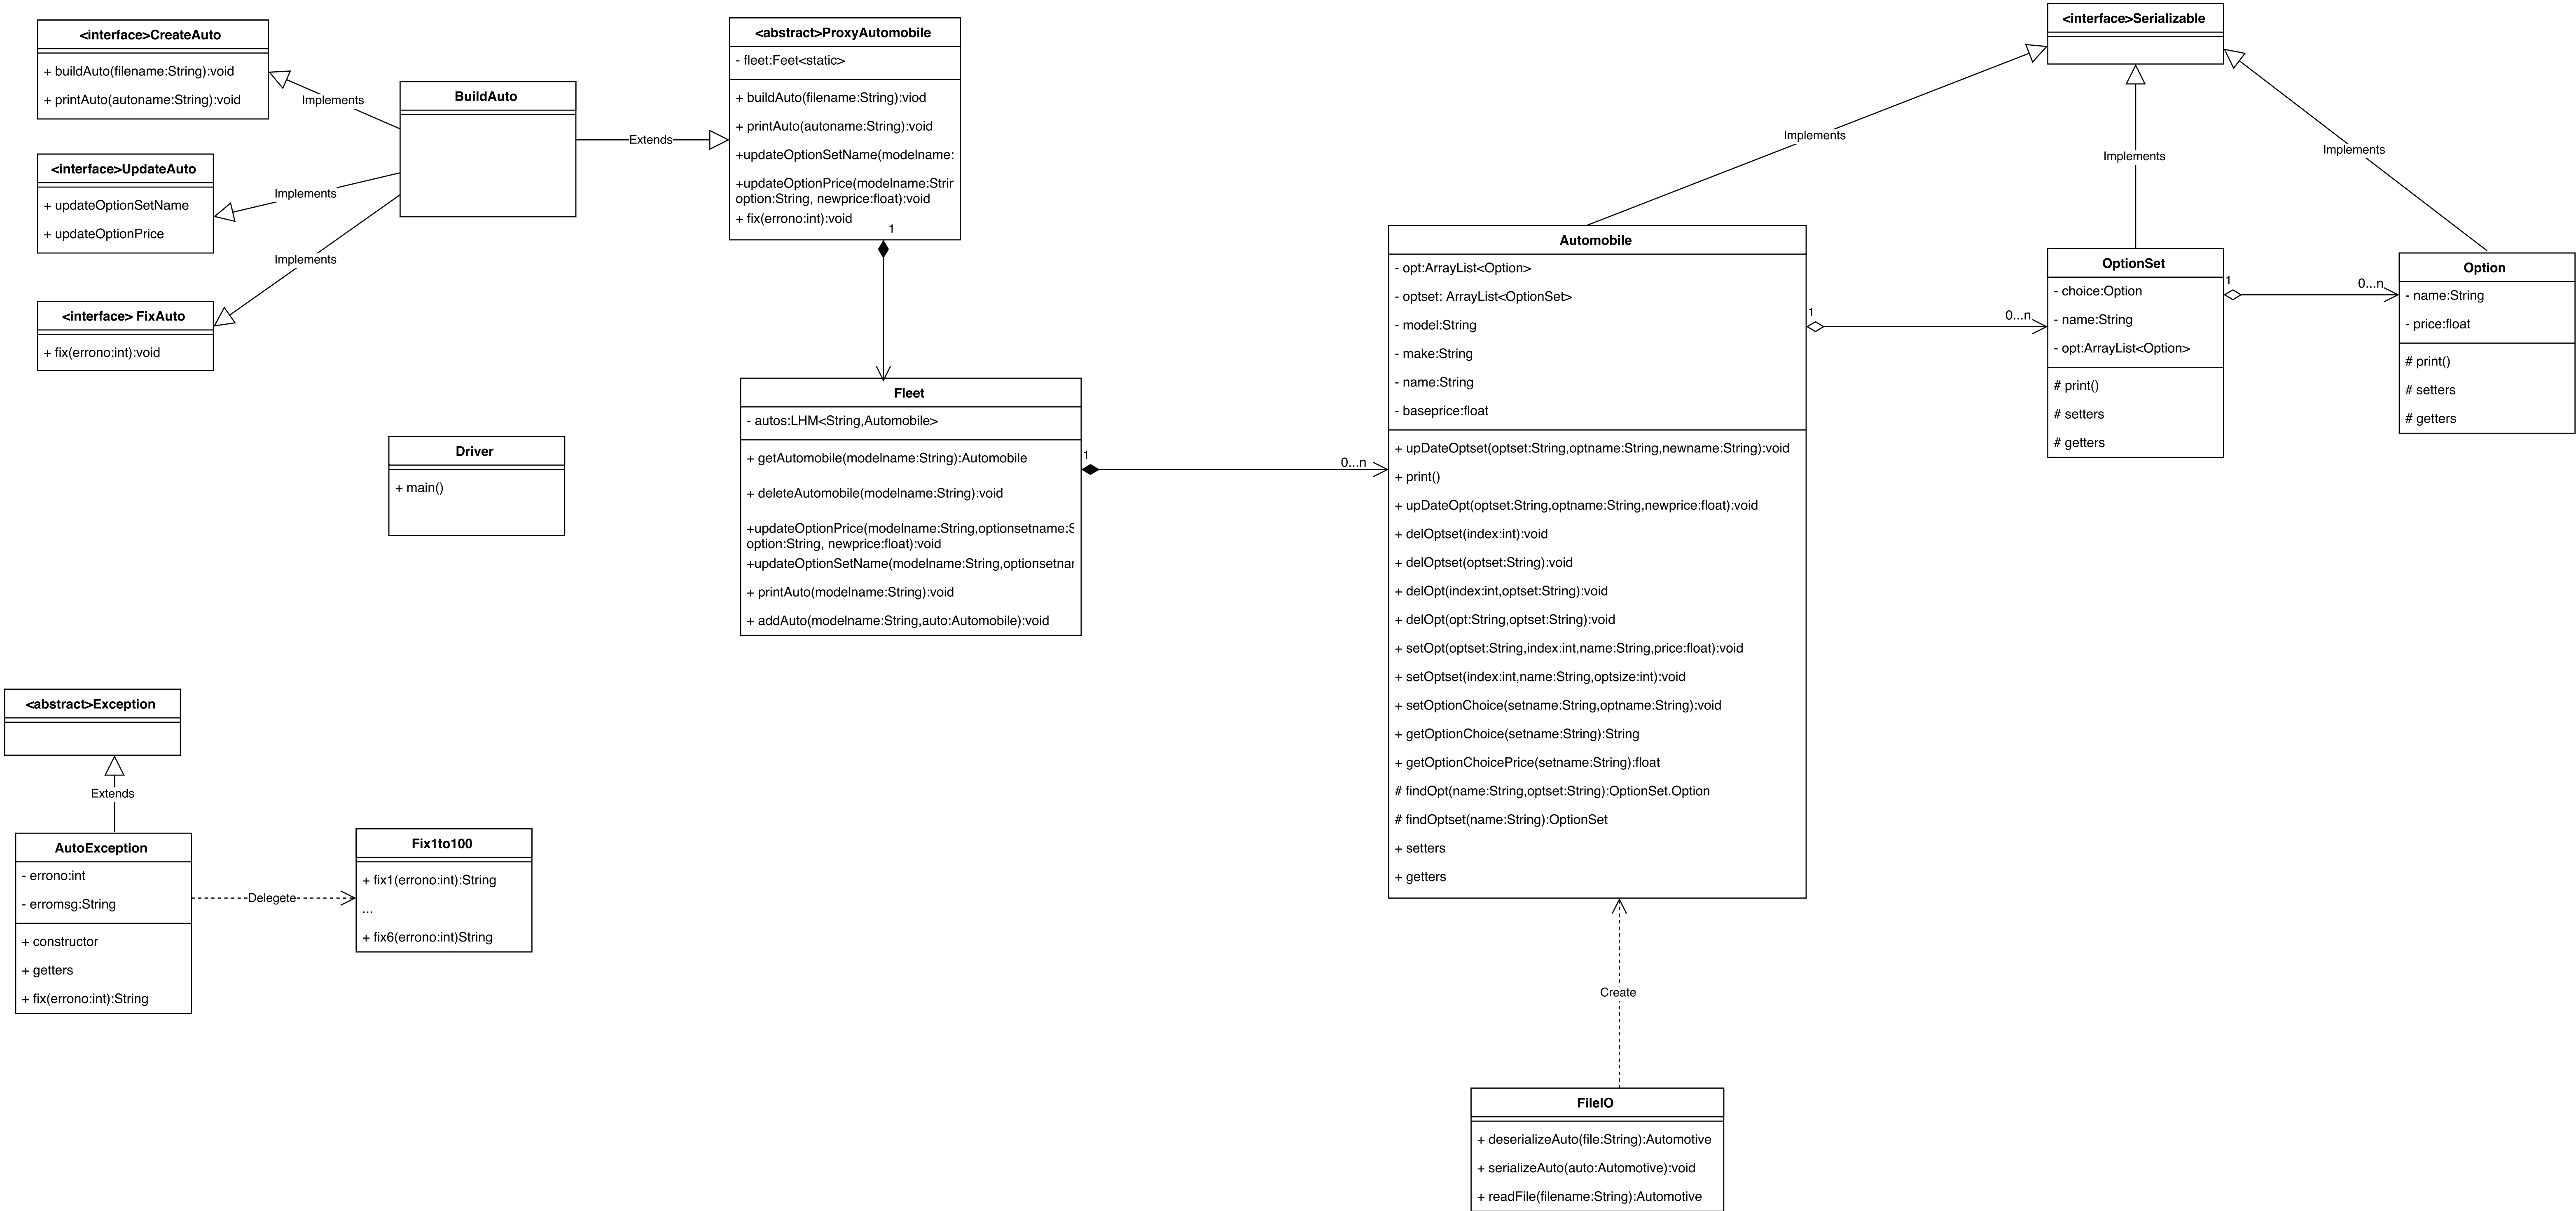 <interface>CreateAuto
+ buildAuto(filename:String):void
+ printAuto(autoname:String):void
Implements
<interface>UpdateAuto
+ updateOptionSetName
+ updateOptionPrice
Implements
<interface> FixAuto
+ fix(errono:int):void
Implements
BuildAuto
Extends
<abstract>ProxyAutomobile
- fleet:Feet<static>
+ buildAuto(filename:String):viod
+ printAuto(autoname:String):void
+updateOptionSetName(modelname:
+updateOptionPrice(modelname:Strir
option:String, newprice:float):void
+ fix(errono:int):void
1
Driver
+ main()
Fleet
- autos:LHM<String,Automobile>
+ getAutomobile(modelname:String):Automobile
+ deleteAutomobile(modelname:String):void
+updateOptionPrice(modelname:String,optionsetname:S
option:String, newprice:float):void
+updateOptionSetName(modelname:String,optionsetnar
+ printAuto(modelname:String):void
+ addAuto(modelname:String,auto:Automobile):void
1
0...n
<interface>Serializable
Implements
Implements
Implements
Automobile
- opt:ArrayList<Option>
- optset: ArrayList<OptionSet>
- model:String
- make:String
- name:String
- baseprice:float
+ upDateOptset(optset:String,optname:String,newname:String):void
+ print()
+ upDateOpt(optset:String,optname:String,newprice:float):void
+ delOptset(index:int):void
+ delOptset(optset:String):void
+ delOpt(index:int,optset:String):void
+ delOpt(opt:String,optset:String):void
+ setOpt(optset:String,index:int,name:String,price:float):void
+ setOptset(index:int,name:String,optsize:int):void
+ setOptionChoice(setname:String,optname:String):void
+ getOptionChoice(setname:String):String
+ getOptionChoicePrice(setname:String):float
# findOpt(name:String,optset:String):OptionSet.Option
# findOptset(name:String):OptionSet
+ setters
+ getters
1
0...n
OptionSet
- choice:Option
- name:String
- opt:ArrayList<Option>
# print()
# setters
# getters
1
0...n
Option
- name:String
- price:float
# print()
# setters
# getters
<abstract>Exception
Extends
AutoException
- errono:int
- erromsg:String
+ constructor
+ getters
+ fix(errono:int):String
Delegete
Fix1to100
+ fix1(errono:int):String
...
+ fix6(errono:int)String
Create
FileIO
+ deserializeAuto(file:String):Automotive
+ serializeAuto(auto:Automotive):void
+ readFile(filename:String):Automotive